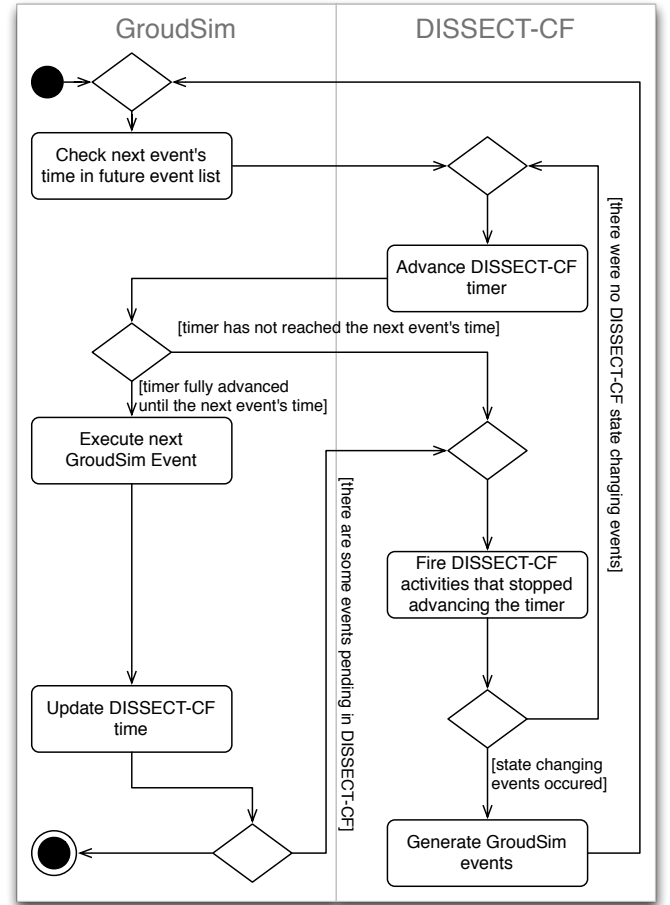 GroudSim
DISSECT-CF
Check next event's
time in future event list
Advance DISSECT-CF
timer
[timer has not reached the next event's time]
[timer fully advanced
until the next event's time]
Execute next
GroudSim Event
[there were no DISSECT-CF state changing events]
[there are some events pending in DISSECT-CF]
Fire DISSECT-CF
activities that stopped
advancing the timer
Update DISSECT-CF
time
[state changing
events occured]
Generate GroudSim
events